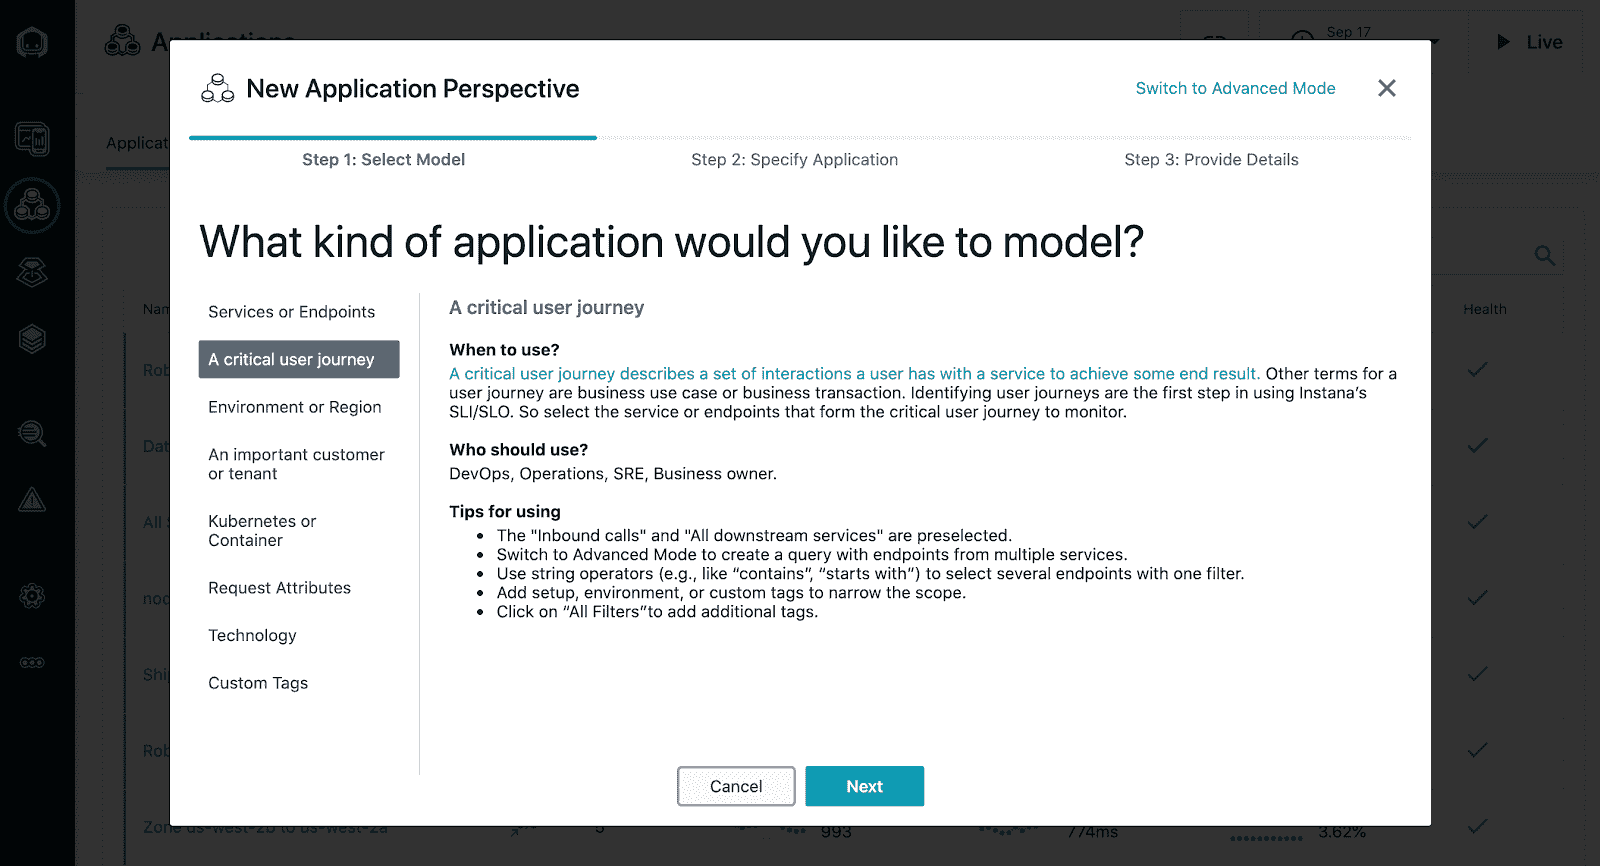 Applications
Sep 17
Live
New Application Perspective
Switch to Advanced Mode
Applicat
Step 1: Select Model
Step 2: Specify Application
Step 3: Provide Details
What kind of application would you like to model?
Services or Endpoints
A critical user journey
Environment or Region
An important customer
or tenant
Kubernetes or
Container
Request Attributes
Technology
Custom Tags
A critical user journey
When to use?
A critical user journey describes a set of interactions a user has with a service to achieve some end result. Other terms for a
user journey are business use case or business transaction. Identifying user journeys are the first step in using Instana’s
SLI/SLO. So select the service or endpoints that form the critical user journey to monitor.
Who should use?
DevOps, Operations, SRE, Business owner.
Tips for using
• The "Inbound calls" and "All downstream services" are preselected.
• Switch to Advanced Mode to create a query with endpoints from multiple services.
• Use string operators (e.g., like “contains”, “starts with”) to select several endpoints with one filter.
• Add setup, environment, or custom tags to narrow the scope.
• Click on “All Filters”to add additional tags.
Cancel
Next
Nam
Health
Rob
Dat
All S
nod
Shi
Rob
Zone us-west-2b to us-west-2a
5
993
774ms
3.62%